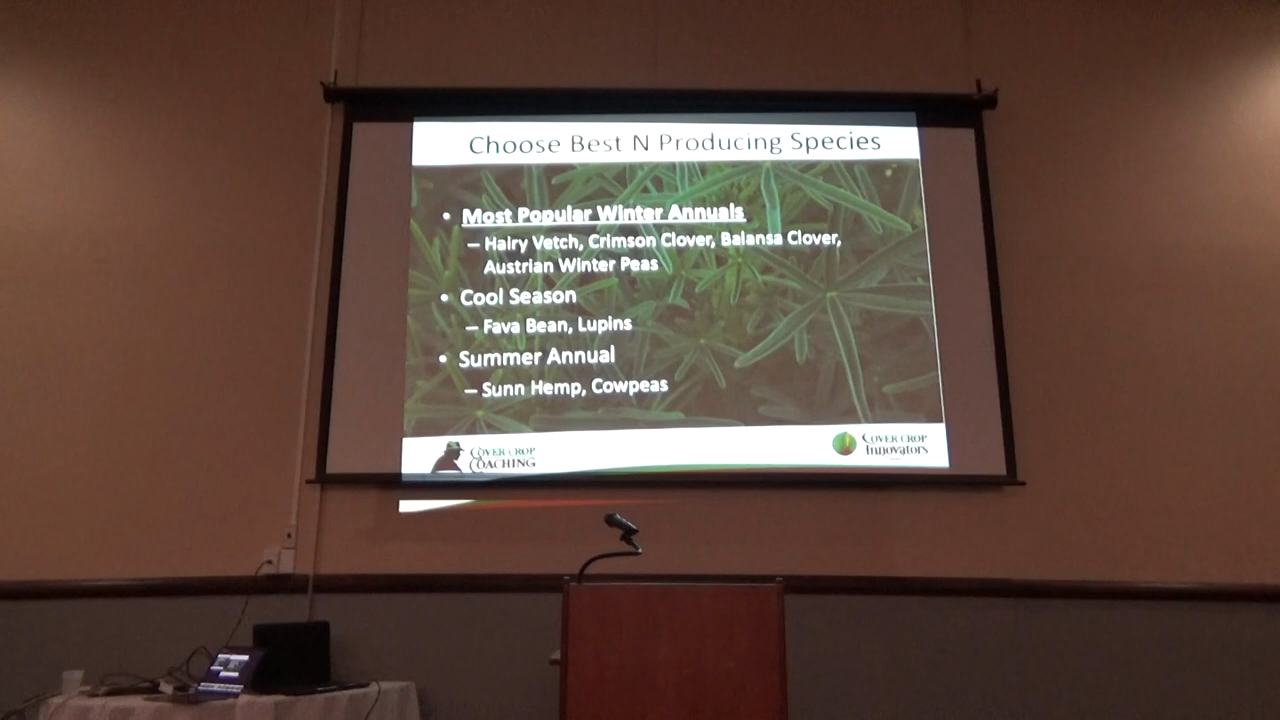 Choose Best N Producing Species
• Most Popular Winter Annuals
– Hairy Vetch, Crimson Clover, Balansa Clover,
Austrian Winter Peas
• Cool Season
– Fava Bean, Lupins
• Summer Annual
– Sunn Hemp, Cowpeas
COVER CROP
COACHING
COVER CROP
INNOVATORS